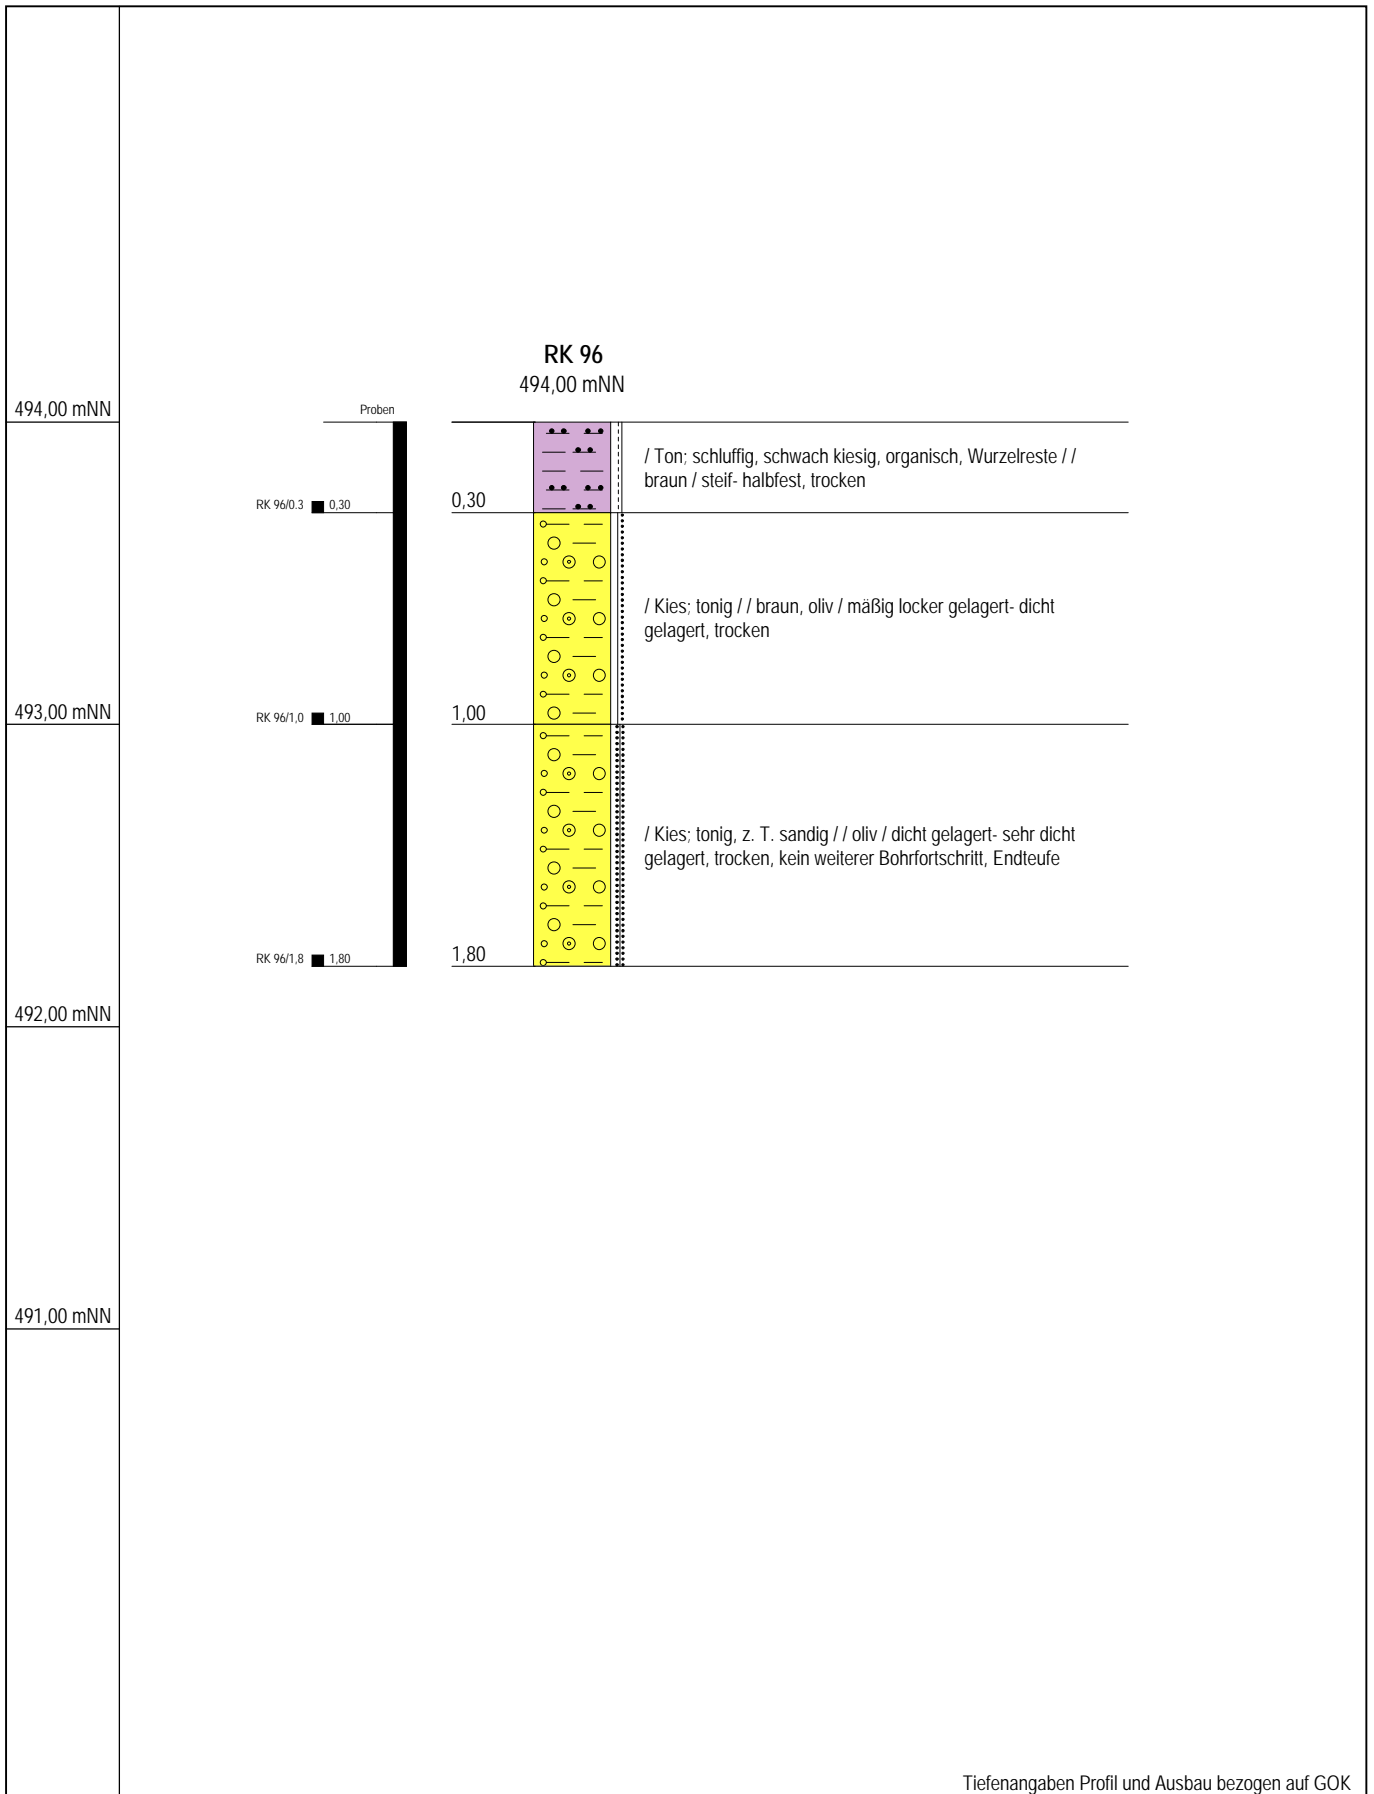 RK 96
494,00 mNN
494,00 mNN
Proben
/ Ton; schluffig, schwach kiesig, organisch, Wurzelreste / /
braun / steif- halbfest, trocken
RK 96/0.3 0,30
0,30
/ Kies; tonig / / braun, oliv / mäßig locker gelagert- dicht
gelagert, trocken
493,00 mNN
RK 96/1,0 1,00
1,00
/ Kies; tonig, z. T. sandig / / oliv / dicht gelagert- sehr dicht
gelagert, trocken, kein weiterer Bohrfortschritt, Endteufe
RK 96/1,8 1,80
1,80
492,00 mNN
491,00 mNN
Tiefenangaben Profil und Ausbau bezogen auf GOK